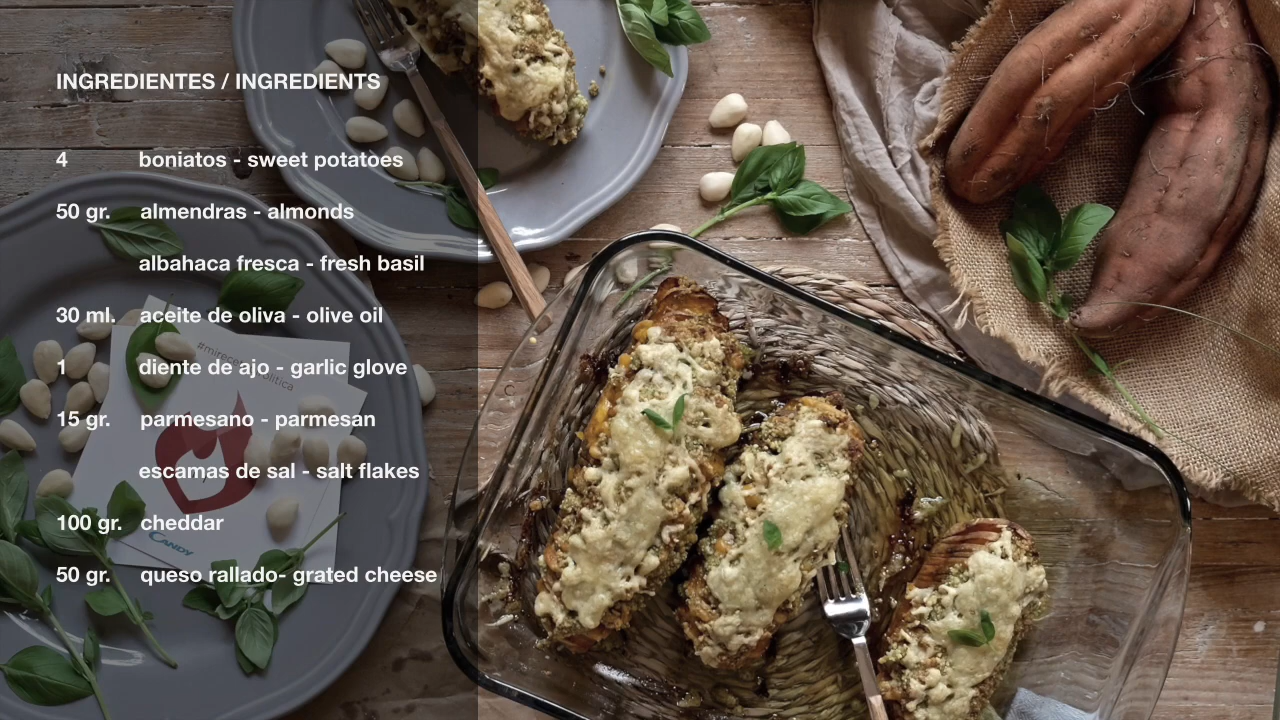 INGREDIENTES / INGREDIENTS
4 boniatos - sweet potatoes
50 gr. almendras - almonds
albahaca fresca - fresh basil
30 ml. aceite de oliva - olive oil
1 diente de ajo - garlic glove
15 gr. parmesano - parmesan
escamas de sal - salt flakes
100 gr. cheddar
50 gr. queso rallado- grated cheese
CANDY